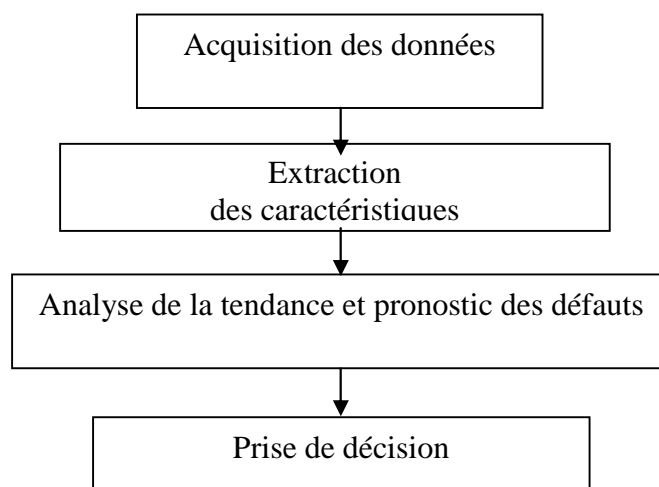 Acquisition des données
Extraction
des caractéristiques
Analyse de la tendance et pronostic des défauts
Prise de décision